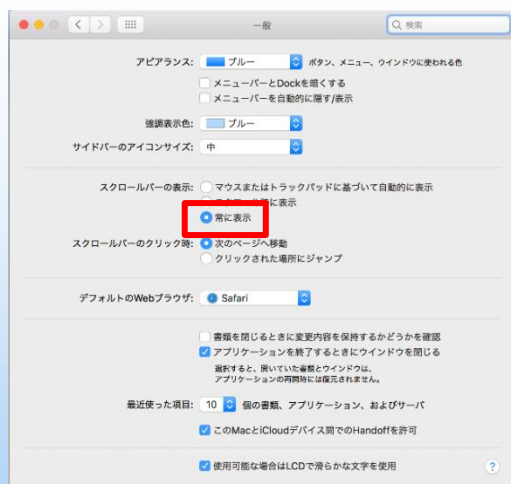 一般
検索
アピアランス: ブルー ボタン、メニュー、ウインドウに使われる色
メニューバーとDockを暗くする
メニューバーを自動的に隠す/表示
強調表示色: ブルー
サイドバーのアイコンサイズ: 中
スクロールバーの表示: マウスまたはトラックパッドに基づいて自動的に表示
に表示
常に表示
スクロールバーのクリック時: 次のページへ移動
クリックされた場所にジャンプ
デフォルトのWebブラウザ: Safari
書類を閉じるときに変更内容を保持するかどうかを確認
アプリケーションを終了するときにウインドウを閉じる
選択すると、開いていた書類とウインドウは、
アプリケーションの再開時には復元されません。
最近使った項目: 10 個の書類、アプリケーション、およびサーバ
このMacとiCloudデバイス間でのHandoffを許可
使用可能な場合はLCDで滑らかな文字を使用 ?